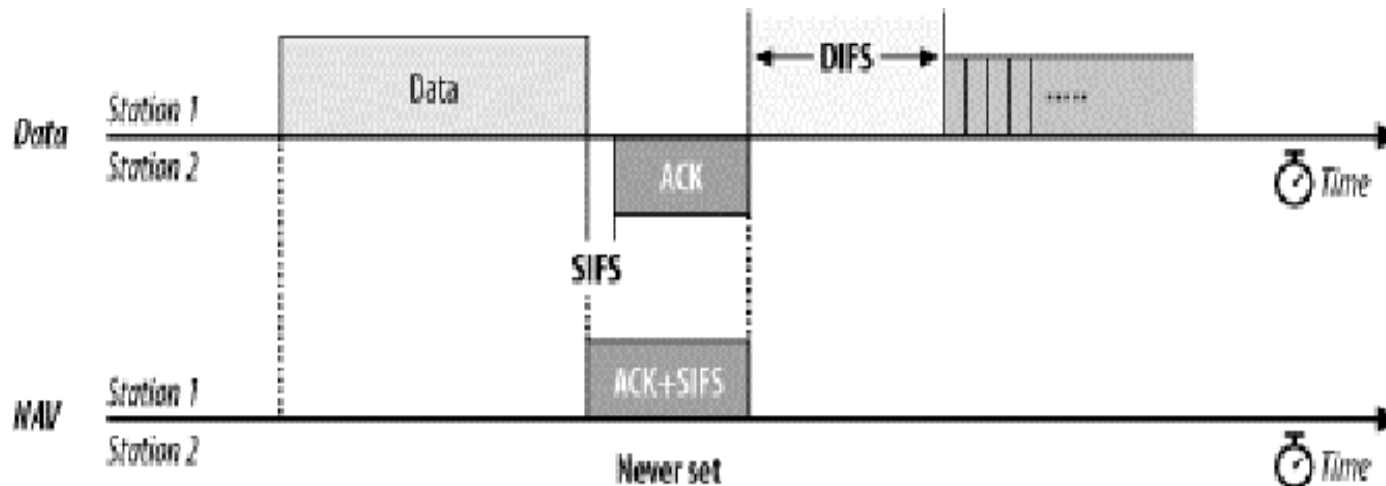 Station 1
Data
DIFS
.....
Data
Station 2
ACK
Time
SIFS
Station 1
ACK+SIFS
NAV
Station 2
Never set
Time